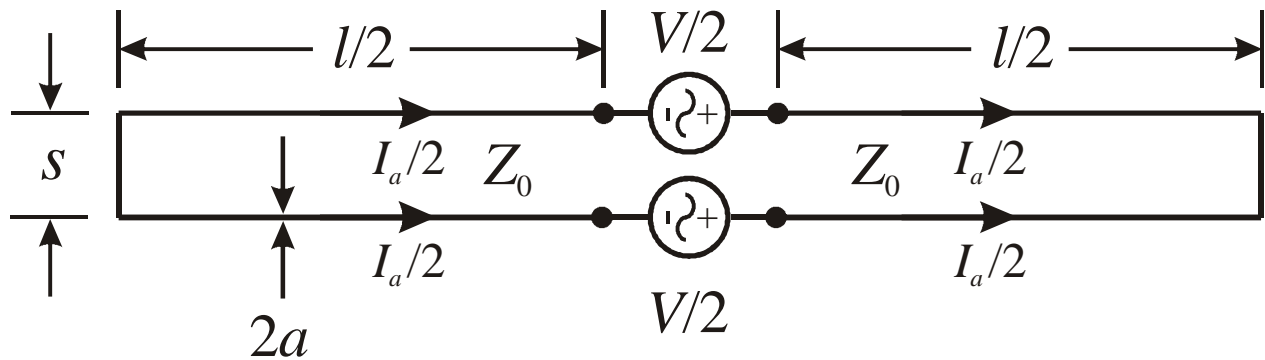 V/2
l/2 l/2
- + 
s
I_a/2 Z_0 Z_0 I_a/2
- +
I_a/2 I_a/2
V/2
2a